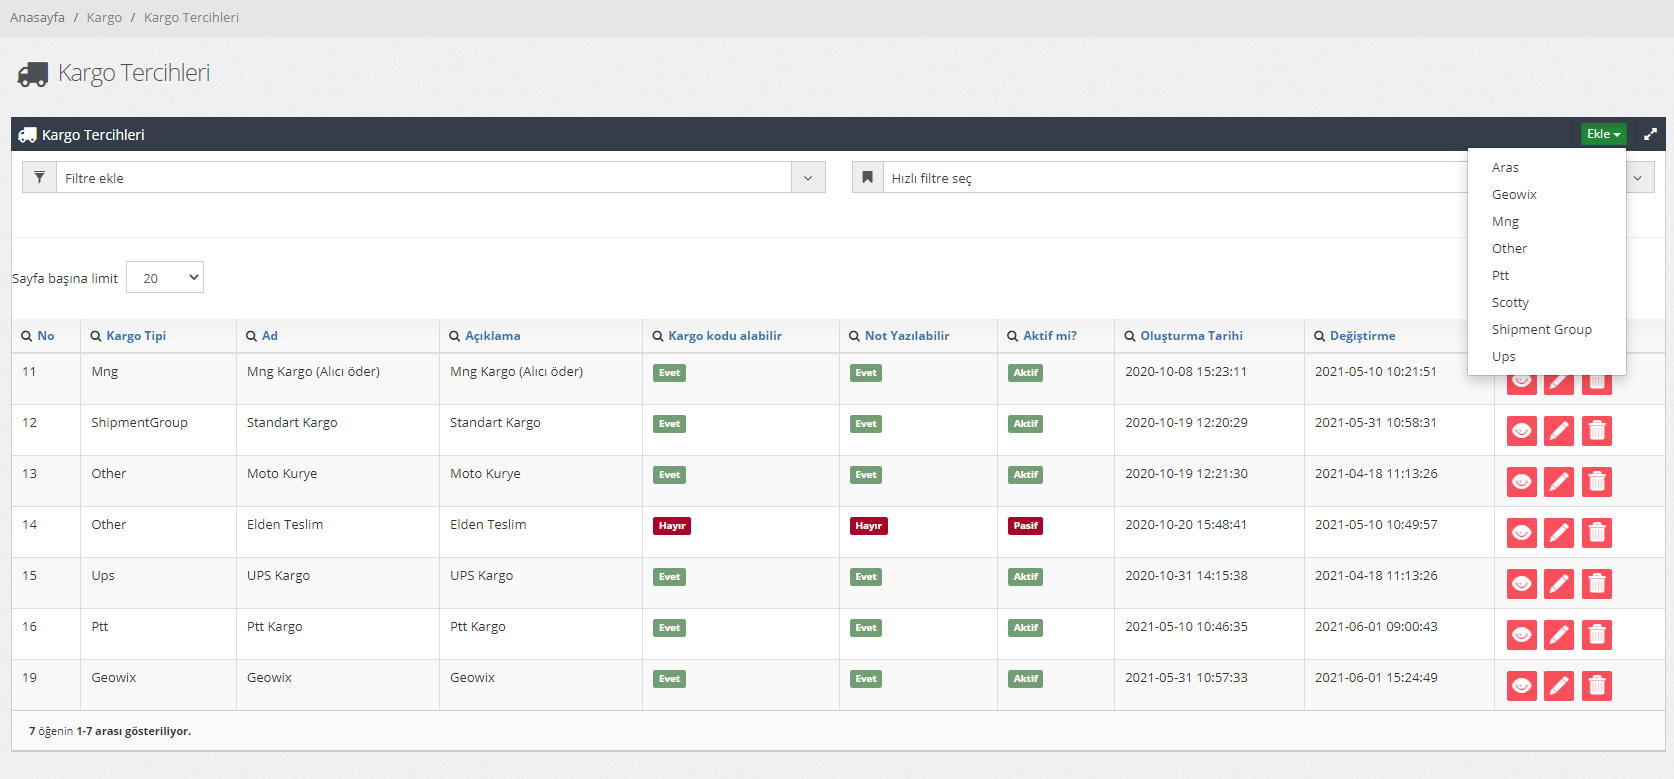 Anasayfa / Kargo / Kargo Tercihleri
Kargo Tercihleri
Kargo Tercihleri
Ekle
Filtre ekle
Hızlı filtre seç
Aras
Geowix
Mng
Other
Ptt
Scotty
Shipment Group
Ups
Sayfa başına limit 20
No Kargo Tipi Ad Açıklama Kargo kodu alabilir Not Yazılabilir Aktif mi? Oluşturma Tarihi Değiştirme
11 Mng Mng Kargo (Alıcı öder) Mng Kargo (Alıcı öder) Evet Evet Aktif 2020-10-08 15:23:11 2021-05-10 10:21:51
12 ShipmentGroup Standart Kargo Standart Kargo Evet Evet Aktif 2020-10-19 12:20:29 2021-05-31 10:58:31
13 Other Moto Kurye Moto Kurye Evet Evet Aktif 2020-10-19 12:21:30 2021-04-18 11:13:26
14 Other Elden Teslim Elden Teslim Hayır Hayır Pasif 2020-10-20 15:48:41 2021-05-10 10:49:57
15 Ups UPS Kargo UPS Kargo Evet Evet Aktif 2020-10-31 14:15:38 2021-04-18 11:13:26
16 Ptt Ptt Kargo Ptt Kargo Evet Evet Aktif 2021-05-10 10:46:35 2021-06-01 09:00:43
19 Geowix Geowix Geowix Evet Evet Aktif 2021-05-31 10:57:33 2021-06-01 15:24:49
7 öğenin 1-7 arası gösteriliyor.